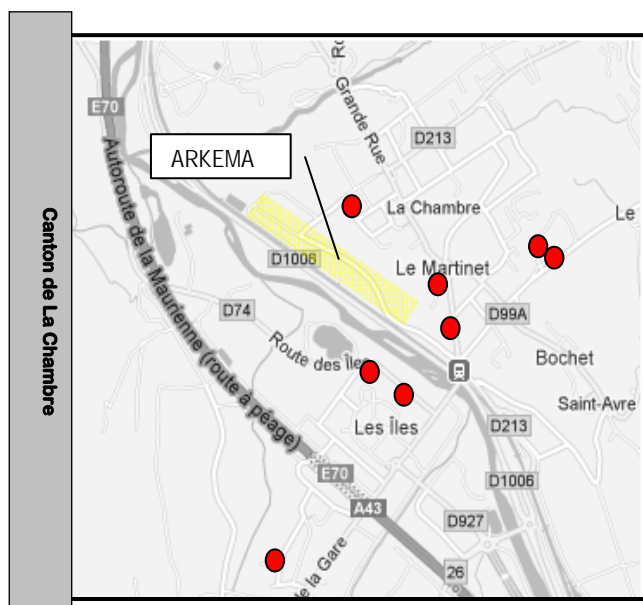 Canton de La Chambre
E70
Autoroute de la Maurienne (route à péage)
ARKEMA
Grande Rue
D213
La Chambre
Le
D1006
Le Martinet
D74
D99A
Route des Îles
Bochet
Saint-Avre
Les Îles
D213
D1006
E70
A43
D927
26
de la Gare